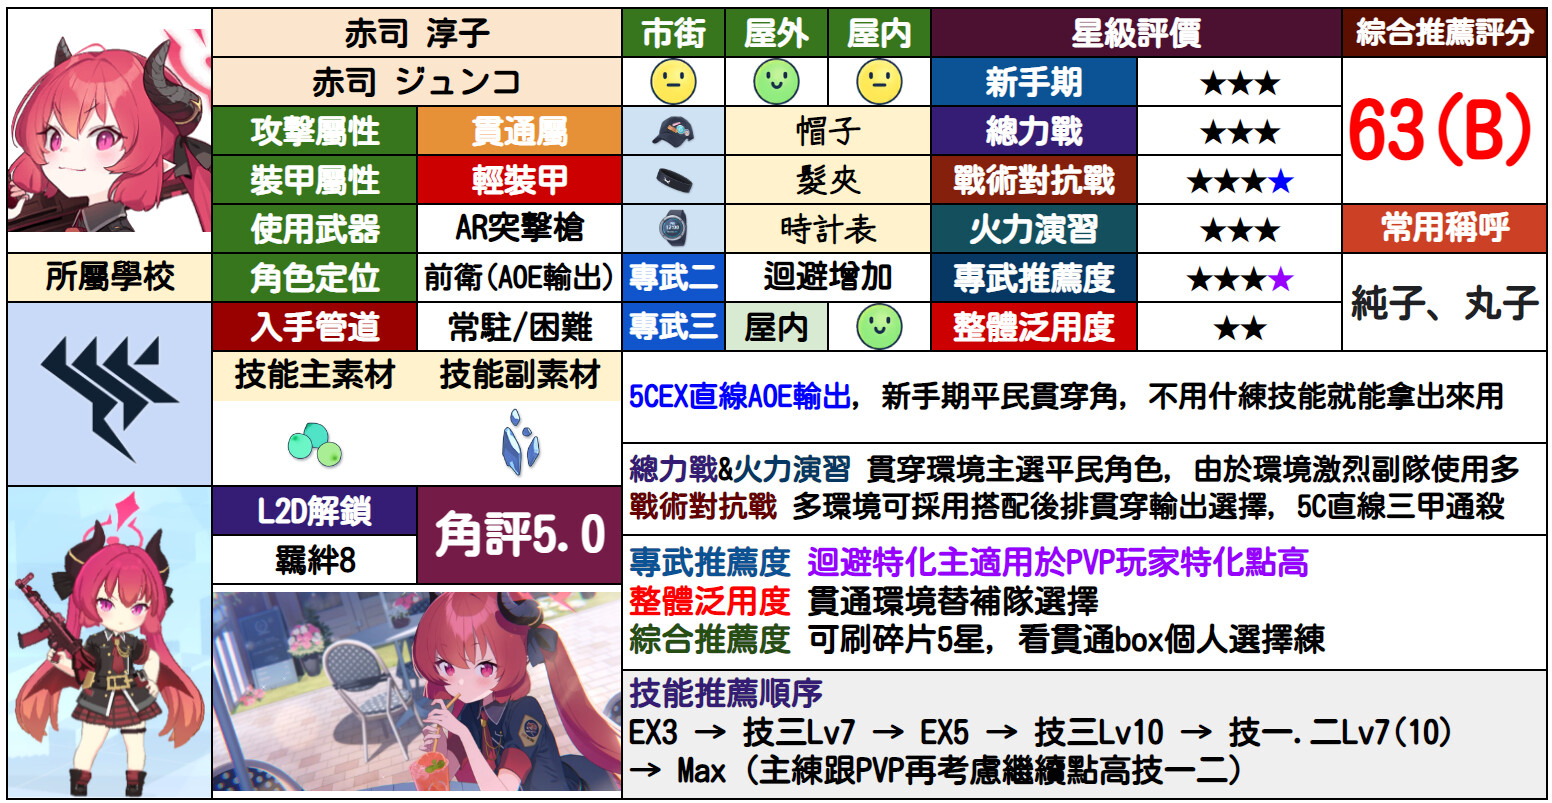 赤司 淳子
市街 屋外 屋内 星級評價 綜合推薦評分
赤司 ジュンコ
新手期 ★★★
63(B)
攻擊屬性 貫通屬 帽子 總力戰 ★★★
裝甲屬性 輕裝甲 髮夾 戰術對抗戰 ★★★★
使用武器 AR突擊槍 時計表 火力演習 ★★★ 常用稱呼
所屬學校 角色定位 前衛(AOE輸出) 專武二 迴避增加 專武推薦度 ★★★★
純子、丸子
入手管道 常駐/困難 專武三 屋内 整體泛用度 ★★
技能主素材 技能副素材
5CEX直線AOE輸出, 新手期平民貫穿角, 不用什練技能就能拿出來用
總力戰&火力演習 貫穿環境主選平民角色, 由於環境激烈副隊使用多
戰術對抗戰 多環境可採用搭配後排貫穿輸出選擇, 5C直線三甲通殺
L2D解鎖
角評5.0
羈絆8
專武推薦度 迴避特化主適用於PVP玩家特化點高
整體泛用度 貫通環境替補隊選擇
綜合推薦度 可刷碎片5星, 看貫通box個人選擇練
技能推薦順序
EX3 → 技三Lv7 → EX5 → 技三Lv10 → 技一.二Lv7(10)
→ Max (主練跟PVP再考慮繼續點高技一二)